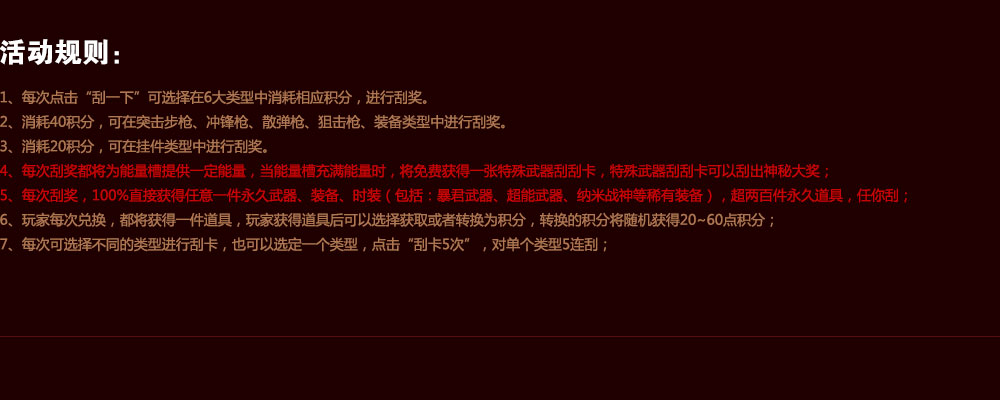 活动规则：
1、每次点击“刮一下”可选择在6大类型中消耗相应积分，进行刮奖。
2、消耗40积分，可在突击步枪、冲锋枪、散弹枪、狙击枪、装备类型中进行刮奖。
3、消耗20积分，可在挂件类型中进行刮奖。
4、每次刮奖都将为能量槽提供一定能量，当能量槽充满能量时，将免费获得一张特殊武器刮刮卡，特殊武器刮刮卡可以刮出神秘大奖；
5、每次刮奖，100%直接获得任意一件永久武器、装备、时装（包括：暴君武器、超能武器、纳米战神等稀有装备），超两百件永久道具，任你刮；
6、玩家每次兑换，都将获得一件道具，玩家获得道具后可以选择获取或者转换为积分，转换的积分将随机获得20~60点积分；
7、每次可选择不同的类型进行刮卡，也可以选定一个类型，点击“刮卡5次”，对单个类型5连刮；